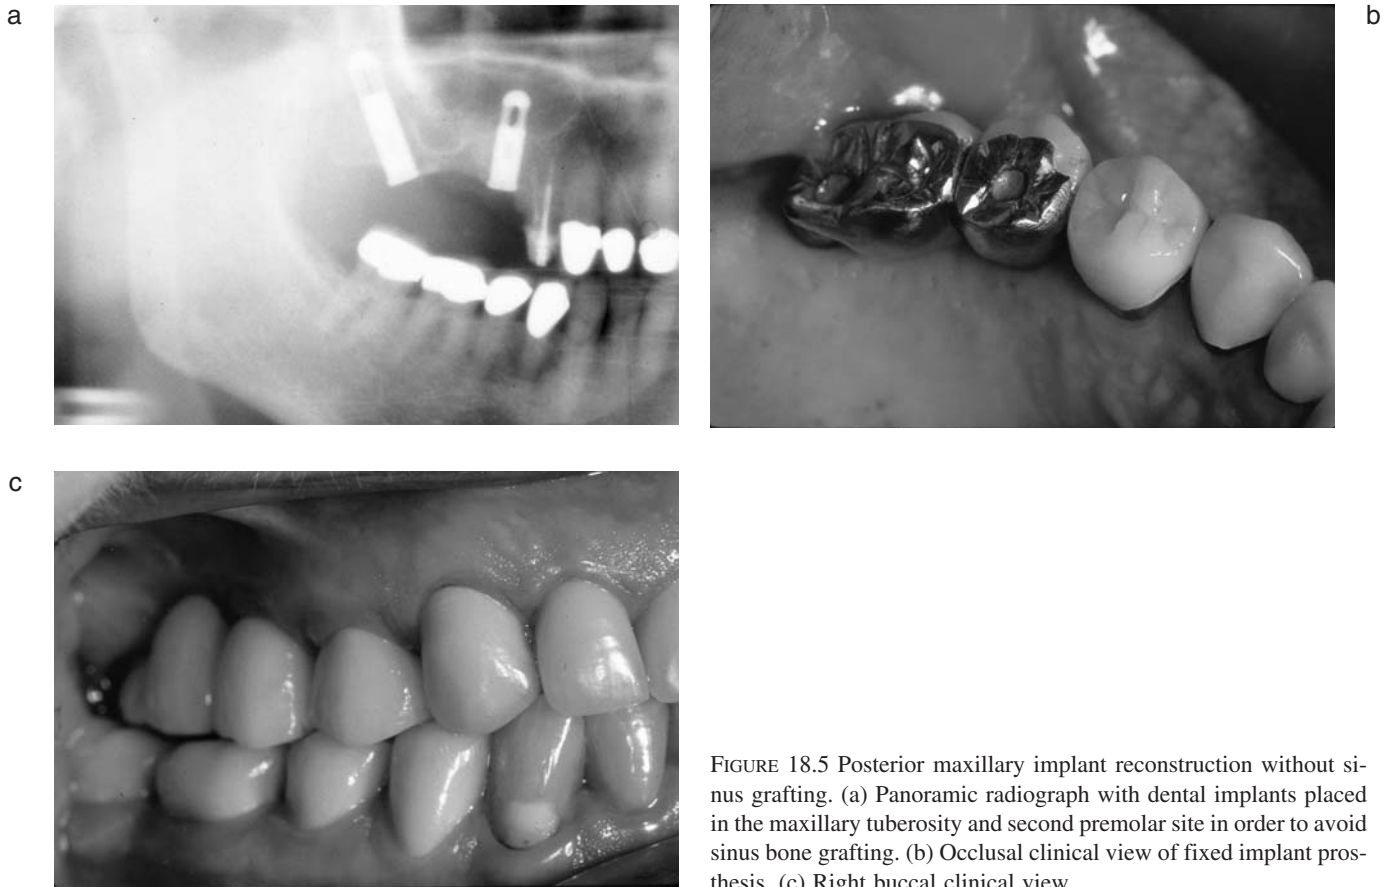 a
b
c
FIGURE 18.5 Posterior maxillary implant reconstruction without si-
nus grafting. (a) Panoramic radiograph with dental implants placed
in the maxillary tuberosity and second premolar site in order to avoid
sinus bone grafting. (b) Occlusal clinical view of fixed implant pros-
thesis. (c) Right buccal clinical view.